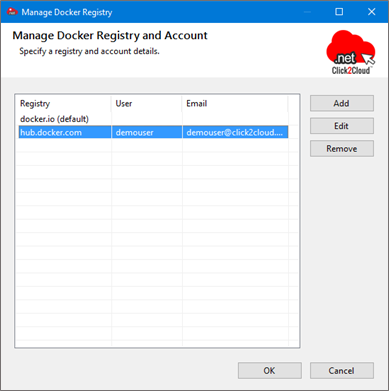 Manage Docker Registry
Manage Docker Registry and Account
Specify a registry and account details.
.net
Click2Cloud
Registry User Email
docker.io (default)
hub.docker.com demouser demouser@click2cloud....
Add
Edit
Remove
OK Cancel